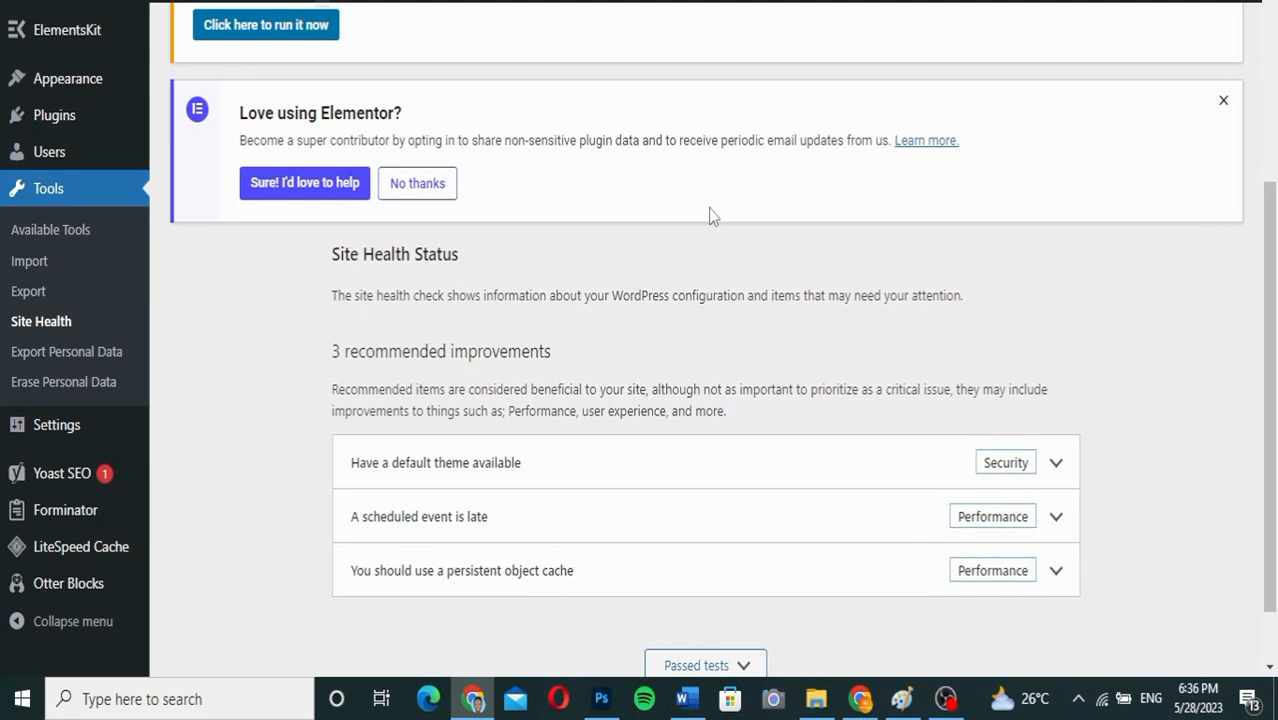 ElementsKit
Appearance
Plugins
Users
Tools
Available Tools
Import
Export
Site Health
Export Personal Data
Erase Personal Data
Settings
Yoast SEO 1
Forminator
LiteSpeed Cache
Otter Blocks
Collapse menu
Click here to run it now
Love using Elementor?
Become a super contributor by opting in to share non-sensitive plugin data and to receive periodic email updates from us. Learn more.
Sure! I'd love to help No thanks
Site Health Status
The site health check shows information about your WordPress configuration and items that may need your attention.
3 recommended improvements
Recommended items are considered beneficial to your site, although not as important to prioritize as a critical issue, they may include
improvements to things such as; Performance, user experience, and more.
Have a default theme available Security
A scheduled event is late Performance
You should use a persistent object cache Performance
Passed tests
Type here to search
Ps
W
26°C
ENG
6:36 PM
5/28/2023
13